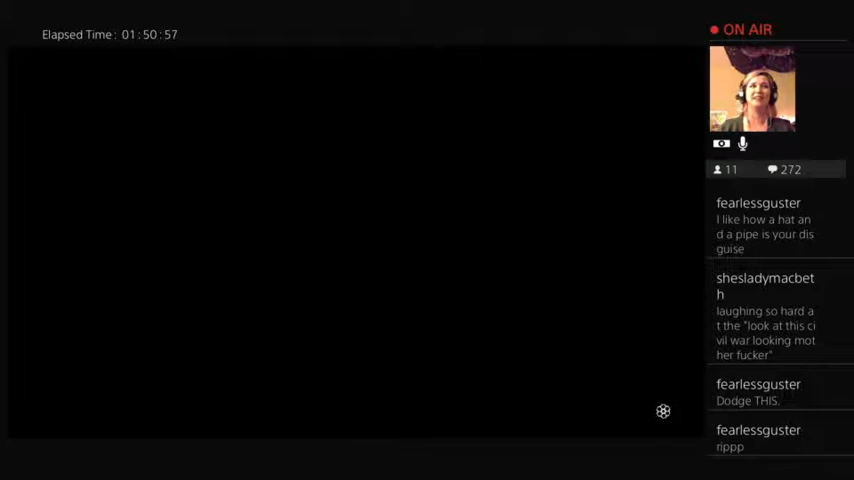 Elapsed Time: 01:50:57
ON AIR
11 272
fearlessguster
I like how a hat an
d a pipe is your dis
guise
shesladymacbet
h
laughing so hard a
t the "look at this ci
vil war looking mot
her fucker"
fearlessguster
Dodge THIS.
fearlessguster
rippp